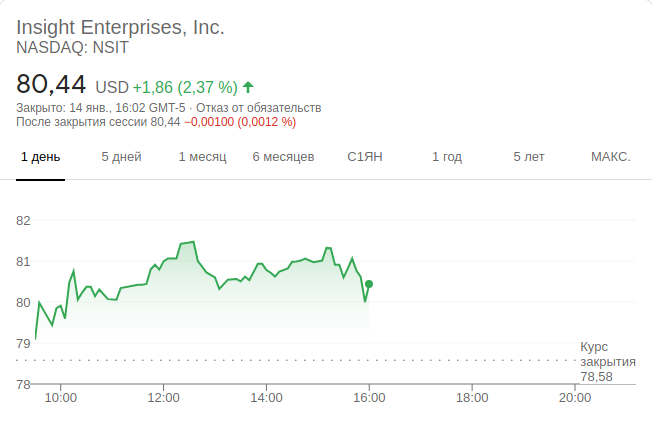 Insight Enterprises, Inc.
NASDAQ: NSIT
80,44 USD +1,86 (2,37 %)
Закрыто: 14 янв., 16:02 GMT-5 · Отказ от обязательств
После закрытия сессии 80,44 −0,00100 (0,0012 %)
1 день 5 дней 1 месяц 6 месяцев С1ЯН 1 год 5 лет МАКС.
82
81
80
79
Курс
закрытия
78,58
78
10:00 12:00 14:00 16:00 18:00 20:00